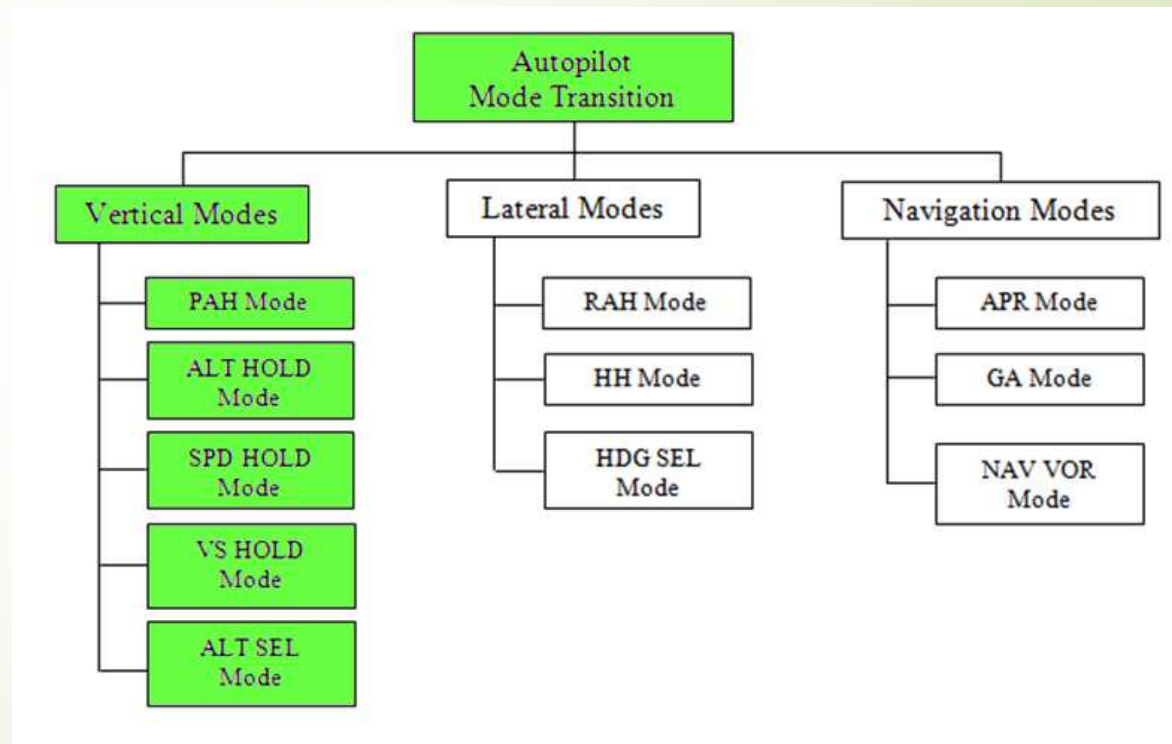 Autopilot
Mode Transition
Vertical Modes
PAH Mode
ALT HOLD
Mode
SPD HOLD
Mode
VS HOLD
Mode
ALT SEL
Mode
Lateral Modes
RAH Mode
HH Mode
HDG SEL
Mode
Navigation Modes
APR Mode
GA Mode
NAV VOR
Mode